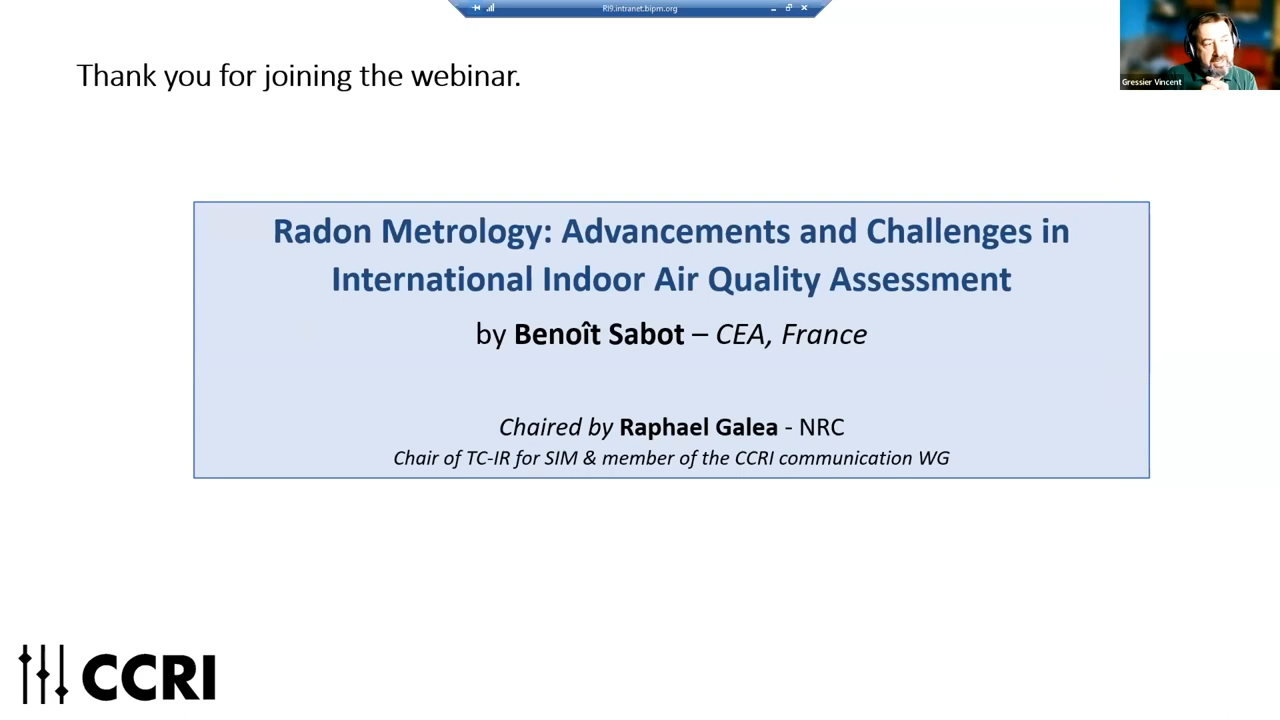 RI9.intranet.bipm.org
Gressier Vincent
Thank you for joining the webinar.
Radon Metrology: Advancements and Challenges in
International Indoor Air Quality Assessment
by Benoît Sabot – CEA, France
Chaired by Raphael Galea - NRC
Chair of TC-IR for SIM & member of the CCRI communication WG
CCRI